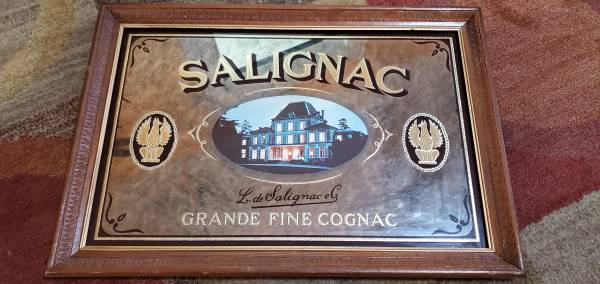 SALIGNAC
L. de Salignac e Cº
GRANDE FINE COGNAC